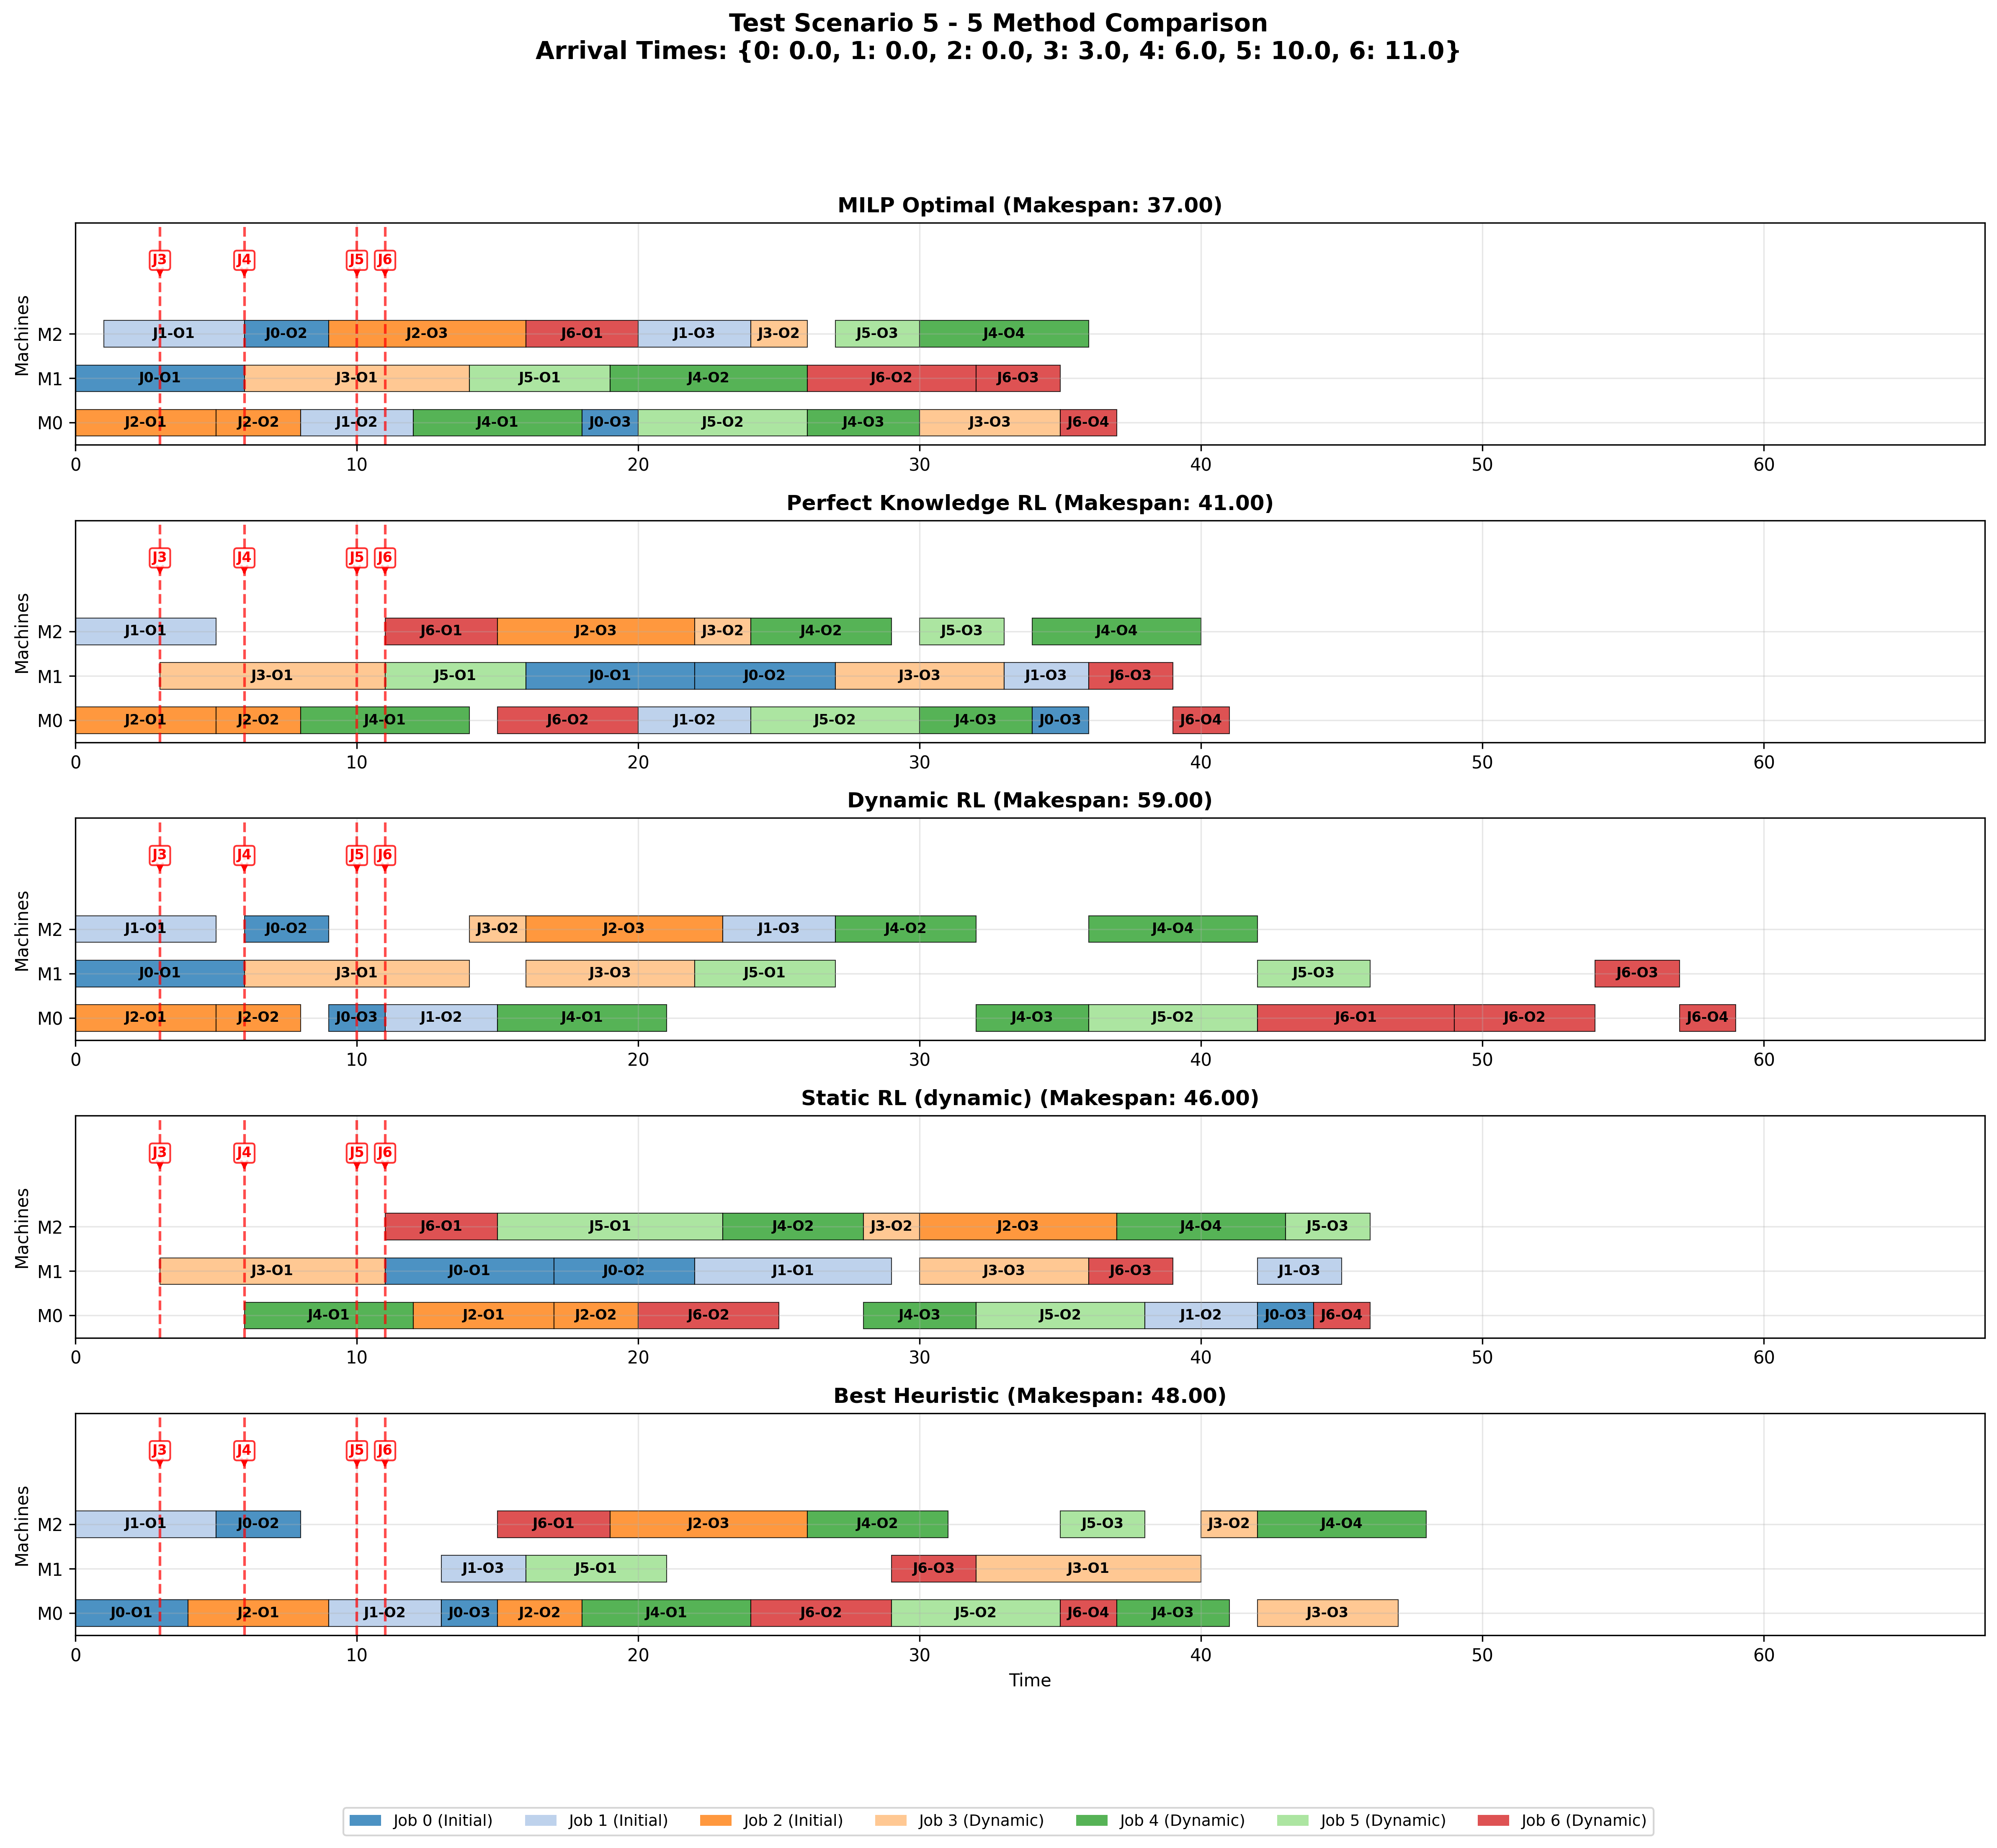 Test Scenario 5 - 5 Method Comparison
Arrival Times: {0: 0.0, 1: 0.0, 2: 0.0, 3: 3.0, 4: 6.0, 5: 10.0, 6: 11.0}
MILP Optimal (Makespan: 37.00)
J3 J4 J5 J6
Machines
M2 J1-O1 J0-O2 J2-O3 J6-O1 J1-O3 J3-O2 J5-O3 J4-O4
M1 J0-O1 J3-O1 J5-O1 J4-O2 J6-O2 J6-O3
M0 J2-O1 J2-O2 J1-O2 J4-O1 J0-O3 J5-O2 J4-O3 J3-O3 J6-O4
0 10 20 30 40 50 60
Perfect Knowledge RL (Makespan: 41.00)
J3 J4 J5 J6
Machines
M2 J1-O1 J6-O1 J2-O3 J3-O2 J4-O2 J5-O3 J4-O4
M1 J3-O1 J5-O1 J0-O1 J0-O2 J3-O3 J1-O3 J6-O3
M0 J2-O1 J2-O2 J4-O1 J6-O2 J1-O2 J5-O2 J4-O3 J0-O3 J6-O4
0 10 20 30 40 50 60
Dynamic RL (Makespan: 59.00)
J3 J4 J5 J6
Machines
M2 J1-O1 J0-O2 J3-O2 J2-O3 J1-O3 J4-O2 J4-O4
M1 J0-O1 J3-O1 J3-O3 J5-O1 J5-O3 J6-O3
M0 J2-O1 J2-O2 J0-O3 J1-O2 J4-O1 J4-O3 J5-O2 J6-O1 J6-O2 J6-O4
0 10 20 30 40 50 60
Static RL (dynamic) (Makespan: 46.00)
J3 J4 J5 J6
Machines
M2 J6-O1 J5-O1 J4-O2 J3-O2 J2-O3 J4-O4 J5-O3
M1 J3-O1 J0-O1 J0-O2 J1-O1 J3-O3 J6-O3 J1-O3
M0 J4-O1 J2-O1 J2-O2 J6-O2 J4-O3 J5-O2 J1-O2 J0-O3 J6-O4
0 10 20 30 40 50 60
Best Heuristic (Makespan: 48.00)
J3 J4 J5 J6
Machines
M2 J1-O1 J0-O2 J6-O1 J2-O3 J4-O2 J5-O3 J3-O2 J4-O4
M1 J1-O3 J5-O1 J6-O3 J3-O1
M0 J0-O1 J2-O1 J1-O2 J0-O3 J2-O2 J4-O1 J6-O2 J5-O2 J6-O4 J4-O3 J3-O3
0 10 20 30 40 50 60
Time
Job 0 (Initial) Job 1 (Initial) Job 2 (Initial) Job 3 (Dynamic) Job 4 (Dynamic) Job 5 (Dynamic) Job 6 (Dynamic)